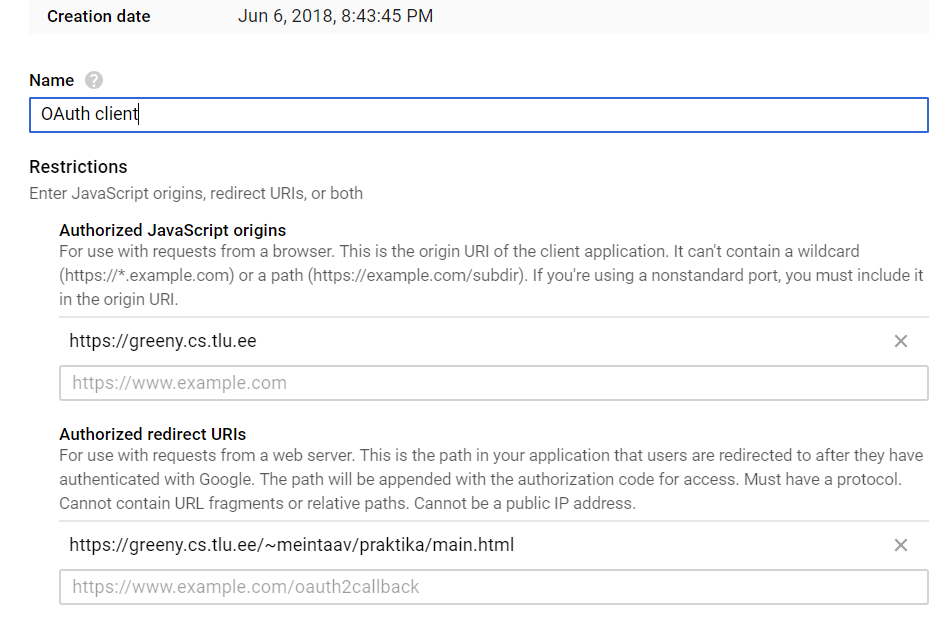 Creation date Jun 6, 2018, 8:43:45 PM
Name ?
OAuth client
Restrictions
Enter JavaScript origins, redirect URIs, or both
Authorized JavaScript origins
For use with requests from a browser. This is the origin URI of the client application. It can't contain a wildcard
(https://*.example.com) or a path (https://example.com/subdir). If you're using a nonstandard port, you must include it
in the origin URI.
https://greeny.cs.tlu.ee
https://www.example.com
Authorized redirect URIs
For use with requests from a web server. This is the path in your application that users are redirected to after they have
authenticated with Google. The path will be appended with the authorization code for access. Must have a protocol.
Cannot contain URL fragments or relative paths. Cannot be a public IP address.
https://greeny.cs.tlu.ee/~meintaav/praktika/main.html
https://www.example.com/oauth2callback